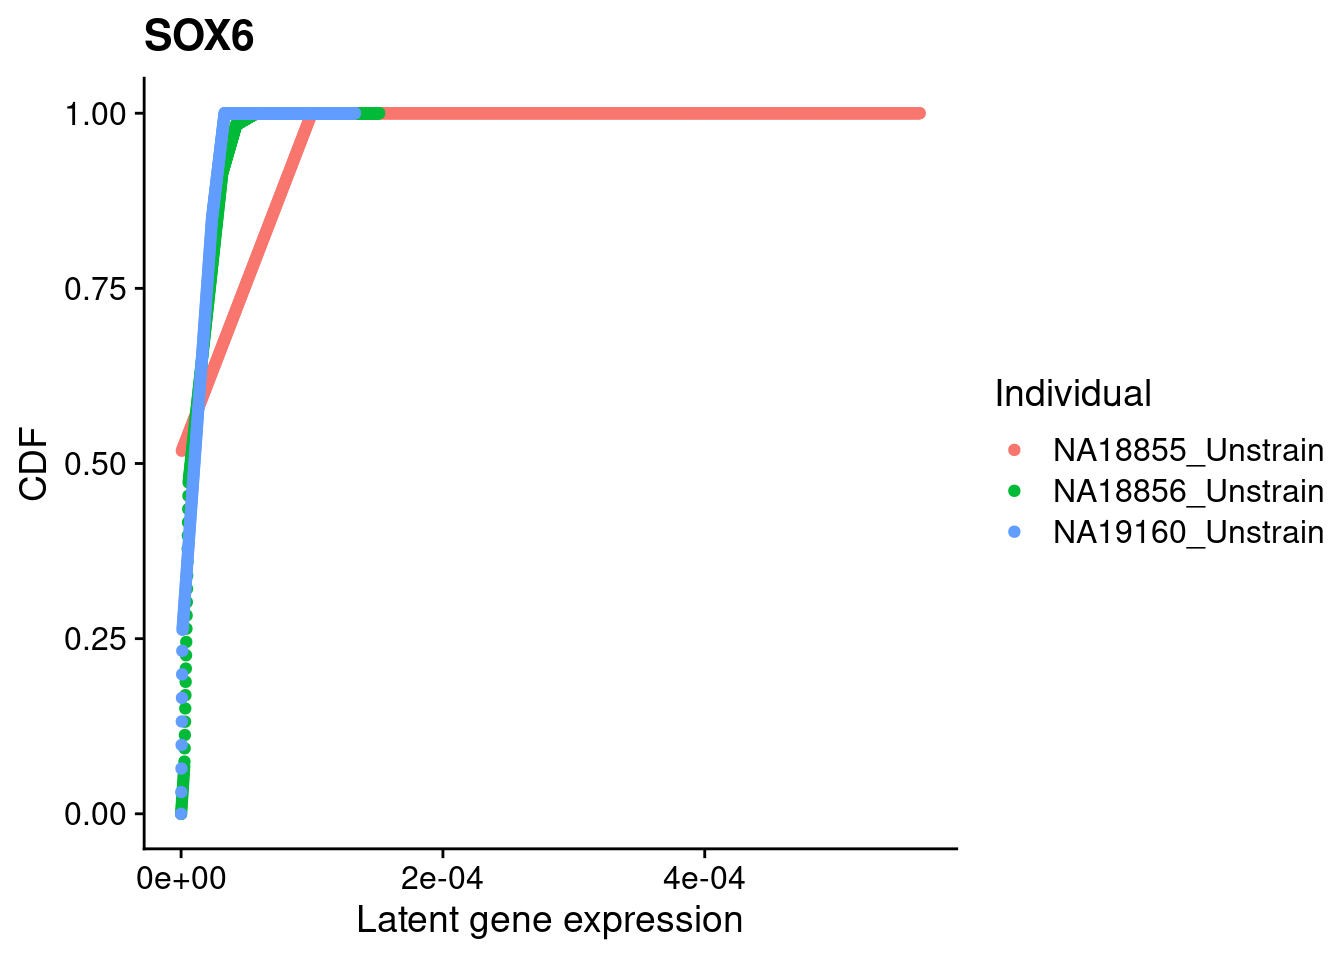 SOX6
1.00
0.75
0.50
0.25
0.00
CDF
0e+00 2e-04 4e-04
Latent gene expression
Individual
NA18855_Unstrain
NA18856_Unstrain
NA19160_Unstrain